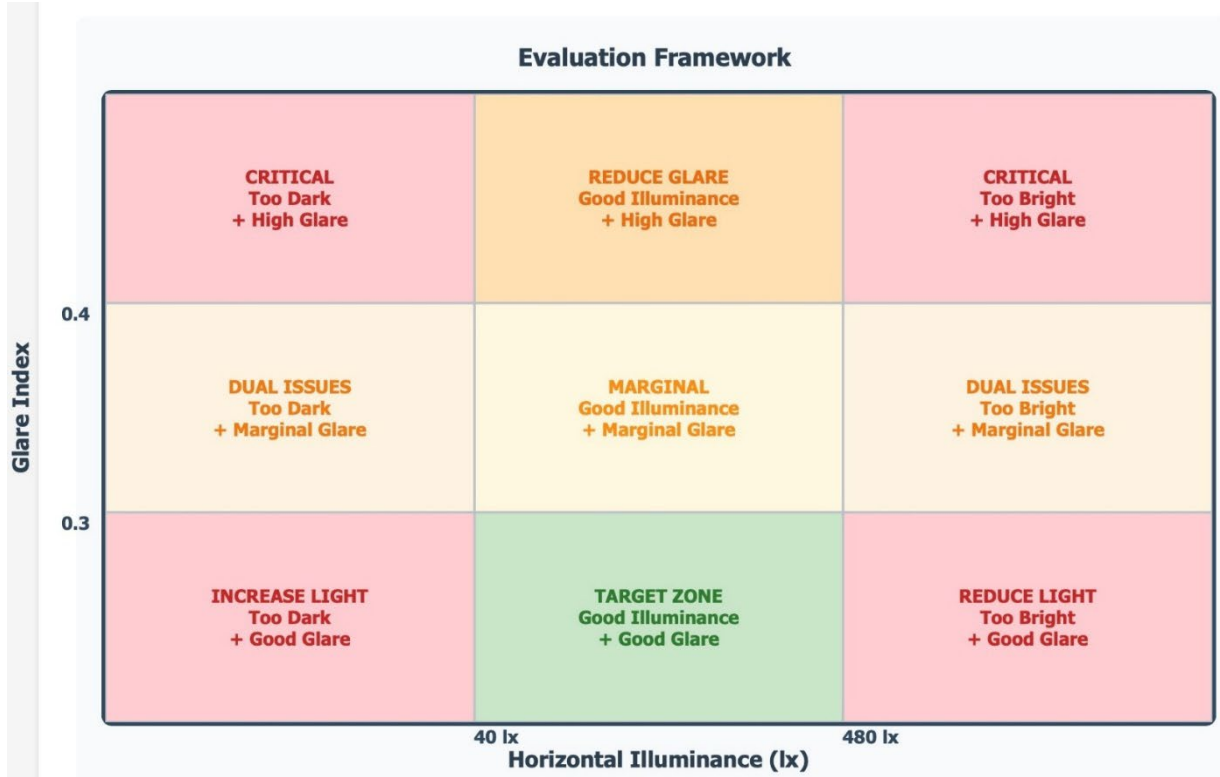 Evaluation Framework
CRITICAL
Too Dark
+ High Glare
REDUCE GLARE
Good Illuminance
+ High Glare
CRITICAL
Too Bright
+ High Glare
0.4
DUAL ISSUES
Too Dark
+ Marginal Glare
MARGINAL
Good Illuminance
+ Marginal Glare
DUAL ISSUES
Too Bright
+ Marginal Glare
Glare Index
0.3
INCREASE LIGHT
Too Dark
+ Good Glare
TARGET ZONE
Good Illuminance
+ Good Glare
REDUCE LIGHT
Too Bright
+ Good Glare
40 lx
480 lx
Horizontal Illuminance (lx)